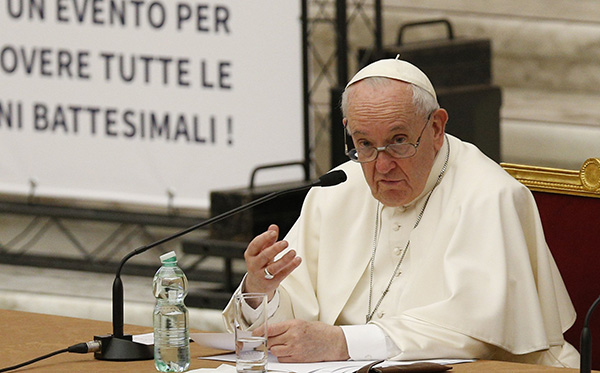 UN EVENTO PER
OVERE TUTTE LE
NI BATTESIMALI !